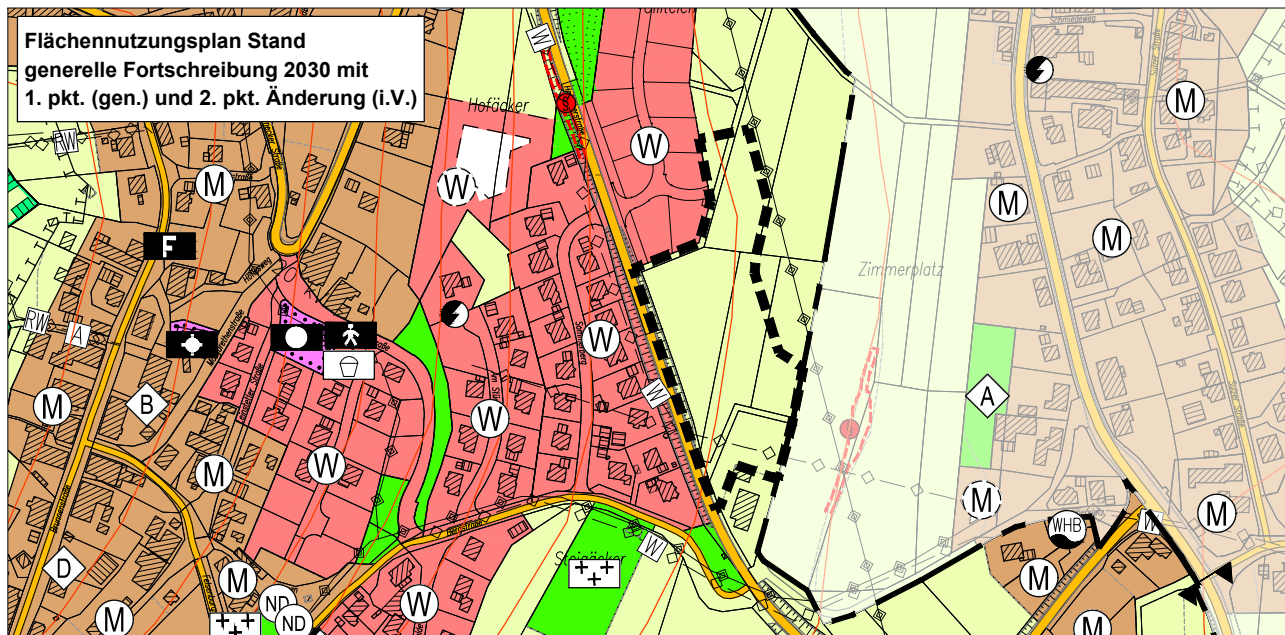 Flächennutzungsplan Stand
generelle Fortschreibung 2030 mit
1. pkt. (gen.) und 2. pkt. Änderung (i.V.)
W
M
RW
Hofäcker
W
W
M
M
M
F
Zimmerplatz
RW
A
W
W
A
M
B
W
W
M
M
WHB
W
M
D
Steigäcker
W
Bergstraße
M
M
W
ND
ND
M
M